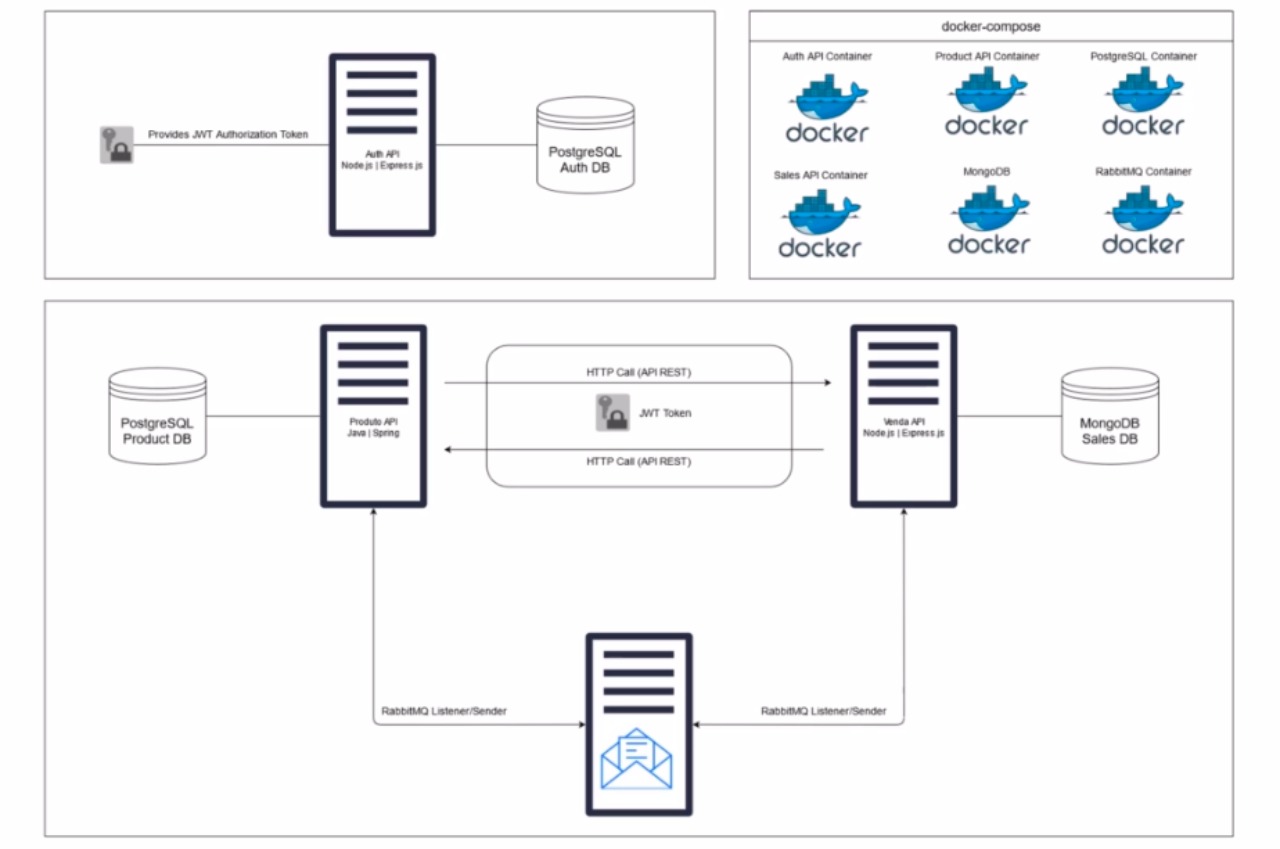 Provides JWT Authorization Token
Auth API
Node.js | Express.js
PostgreSQL
Auth DB
docker-compose
Auth API Container
Product API Container
PostgreSQL Container
docker
docker
docker
Sales API Container
MongoDB
RabbitMQ Container
docker
docker
docker
PostgreSQL
Product DB
Produto API
Java | Spring
HTTP Call (API REST)
JWT Token
HTTP Call (API REST)
Venda API
Node.js | Express.js
MongoDB
Sales DB
RabbitMQ Listener/Sender
RabbitMQ Listener/Sender